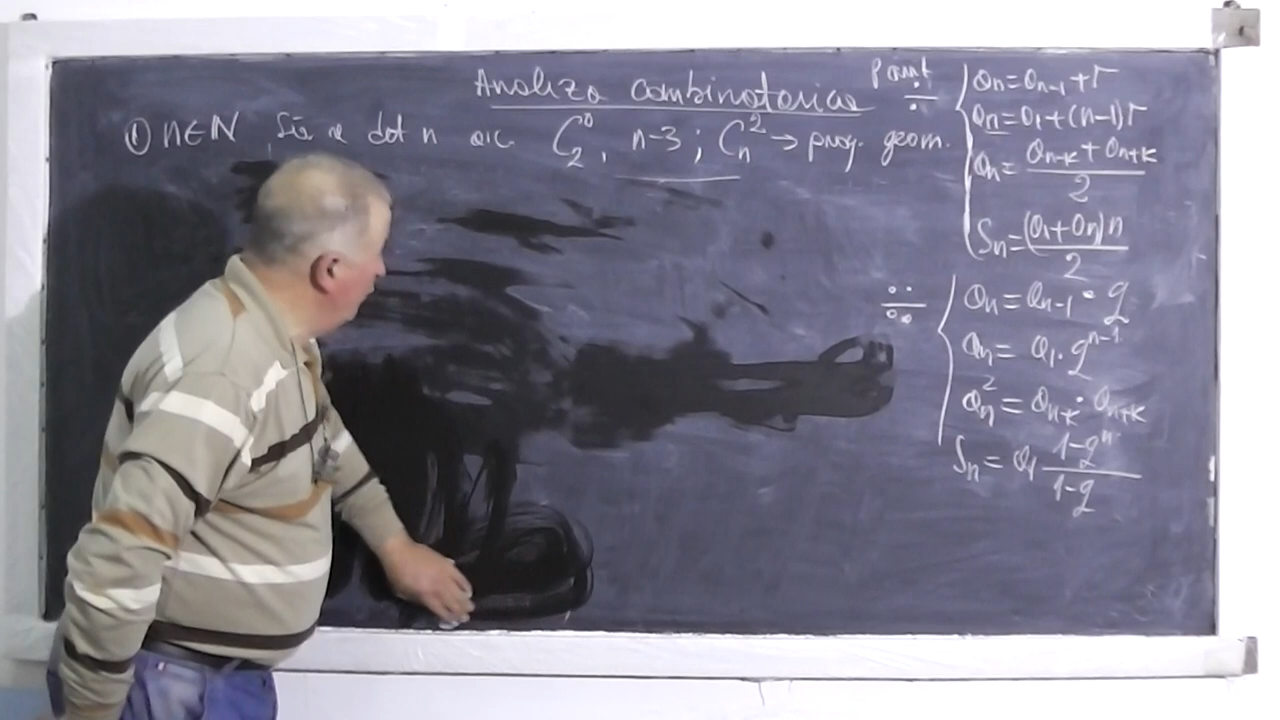 Analiza combinatorica
① n∈N Să se det n a.î. C₂⁰, n-3; Cₙ² → prog. geom.
÷
aₙ=aₙ₋₁+r
aₙ=a₁+(n-1)r
aₙ=(aₙ₋ₖ+aₙ₊ₖ)/2
Sₙ=(a₁+aₙ)n/2
∺
aₙ=aₙ₋₁·q
aₙ=a₁·qⁿ⁻¹
aₙ²=aₙ₋ₖ·aₙ₊ₖ
Sₙ=a₁ (1-qⁿ)/(1-q)